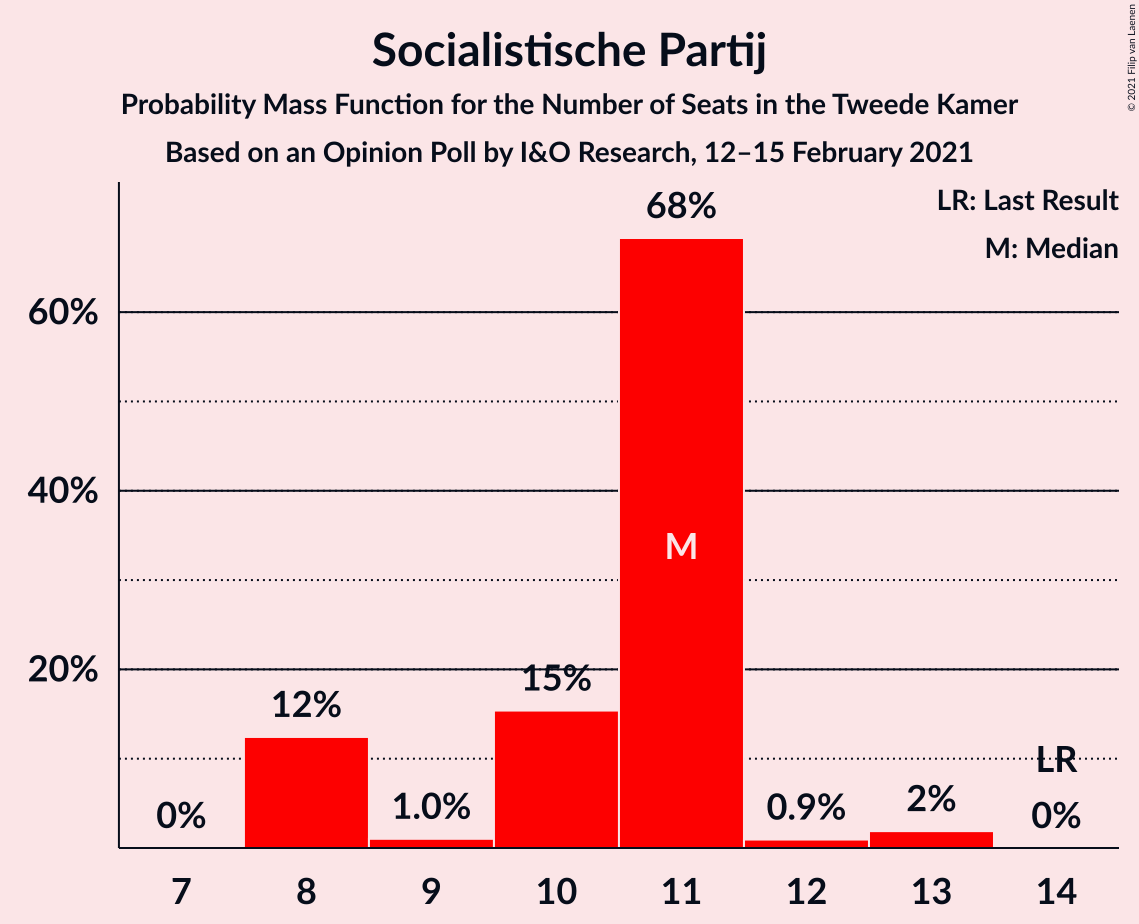 Socialistische Partij
Probability Mass Function for the Number of Seats in the Tweede Kamer
Based on an Opinion Poll by I&O Research, 12–15 February 2021
© 2021 Filip van Laenen
LR: Last Result
M: Median
68%
60%
40%
M
20%
15%
12%
LR
0%
1.0%
0.9%
2%
0%
7 8 9 10 11 12 13 14